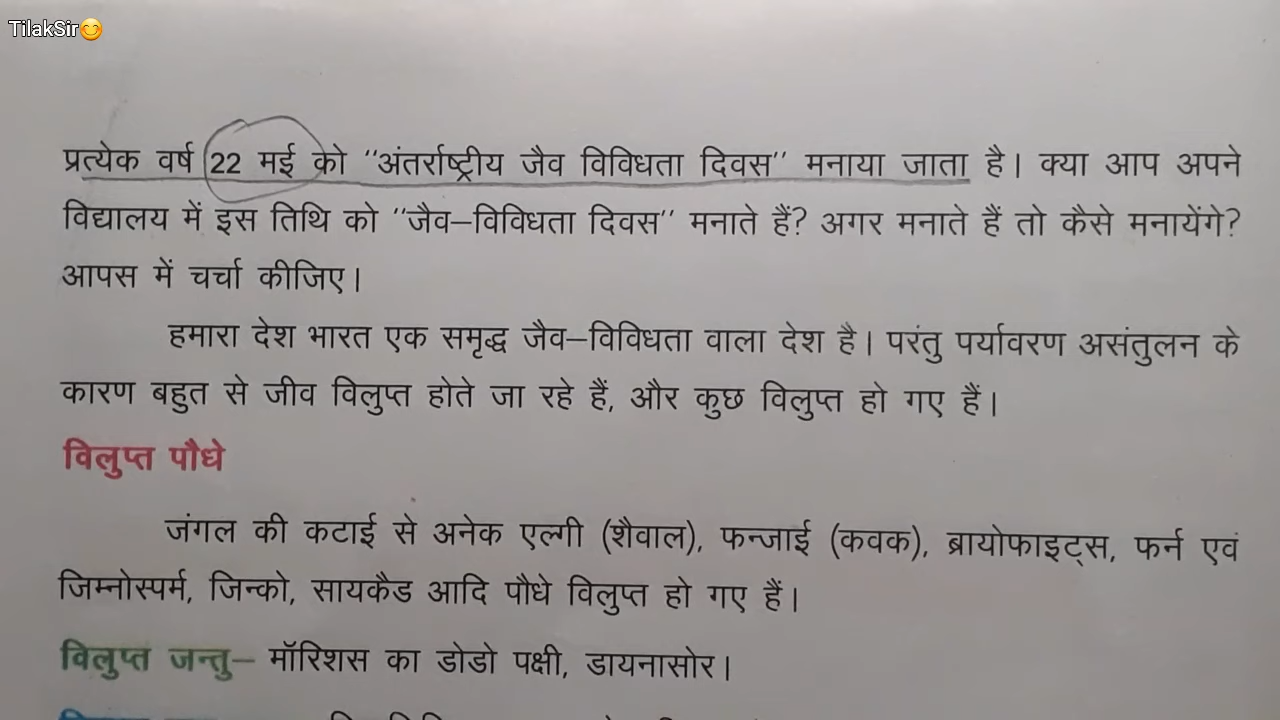 TilakSir😊
प्रत्येक वर्ष 22 मई को ''अंतर्राष्ट्रीय जैव विविधता दिवस'' मनाया जाता है। क्या आप अपने
विद्यालय में इस तिथि को ''जैव–विविधता दिवस'' मनाते हैं? अगर मनाते हैं तो कैसे मनायेंगे?
आपस में चर्चा कीजिए।
हमारा देश भारत एक समृद्ध जैव–विविधता वाला देश है। परंतु पर्यावरण असंतुलन के
कारण बहुत से जीव विलुप्त होते जा रहे हैं, और कुछ विलुप्त हो गए हैं।
विलुप्त पौधे
जंगल की कटाई से अनेक एल्गी (शैवाल), फन्जाई (कवक), ब्रायोफाइट्स, फर्न एवं
जिम्नोस्पर्म, जिन्को, सायकैड आदि पौधे विलुप्त हो गए हैं।
विलुप्त जन्तु– मॉरिशस का डोडो पक्षी, डायनासोर।